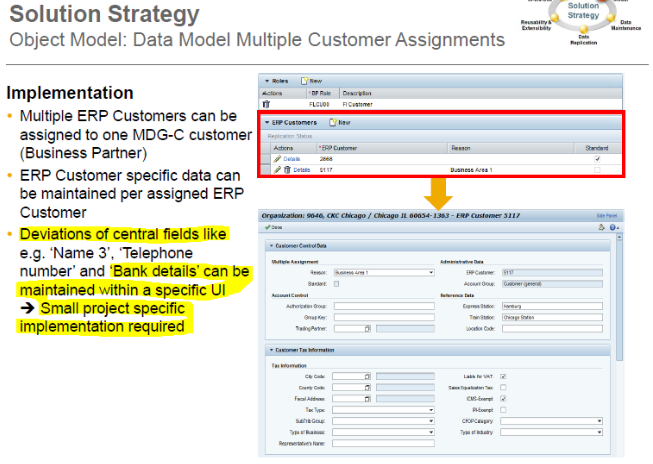 Solution Strategy
Object Model: Data Model Multiple Customer Assignments
Solution
Strategy
Reusability &
Extensibility
Data
Maintenance
Data
Replication
Implementation
• Multiple ERP Customers can be
assigned to one MDG-C customer
(Business Partner)
• ERP Customer specific data can
be maintained per assigned ERP
Customer
• Deviations of central fields like
e.g. ‘Name 3’, ‘Telephone
number’ and ‘Bank details’ can be
maintained within a specific UI
➔ Small project specific
implementation required
Roles New
Actions *BP Role Description
FLCU00 FI Customer
ERP Customers New
Replication Status
Actions *ERP Customer Reason Standard
Details 2868
Details 5117 Business Area 1
Organization: 9646, CKC Chicago / Chicago IL 60654-1363 - ERP Customer 5117 Side Panel
Save
Customer Control Data
Multiple Assignment Administrative Data
Reason: Business Area 1 ERP Customer: 5117
Standard: Account Group: Customer (general)
Account Control Reference Data
Authorization Group: Express Station: Hamburg
Group Key: Train Station: Chicago Station
Trading Partner: Location Code:
Customer Tax Information
Tax Information
City Code: Liable for VAT:
County Code: Sales Equalization Tax:
Fiscal Address: ICMS-Exempt:
Tax Type: IPI-Exempt:
SubTrib Group: CFOP Category:
Type of Business: Type of Industry:
Representative's Name: